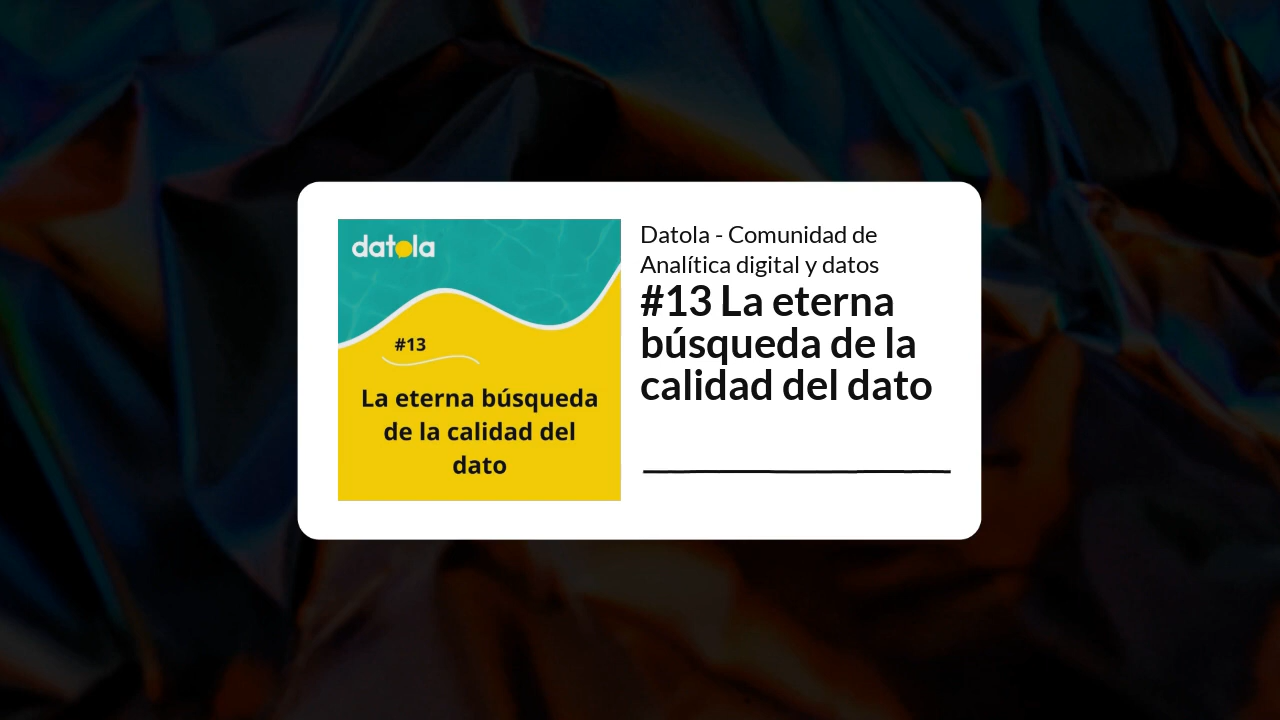 datola
#13
La eterna búsqueda
de la calidad del
dato
Datola - Comunidad de
Analítica digital y datos
#13 La eterna
búsqueda de la
calidad del dato